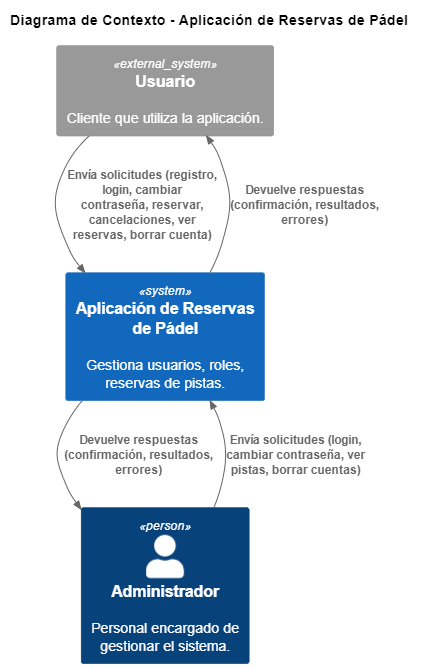 Diagrama de Contexto - Aplicación de Reservas de Pádel
«external_system»
Usuario
Cliente que utiliza la aplicación.
Envía solicitudes (registro,
login, cambiar
contraseña, reservar,
cancelaciones, ver
reservas, borrar cuenta)
Devuelve respuestas
(confirmación, resultados,
errores)
«system»
Aplicación de Reservas
de Pádel
Gestiona usuarios, roles,
reservas de pistas.
Devuelve respuestas
(confirmación, resultados,
errores)
Envía solicitudes (login,
cambiar contraseña, ver
pistas, borrar cuentas)
«person»
Administrador
Personal encargado de
gestionar el sistema.